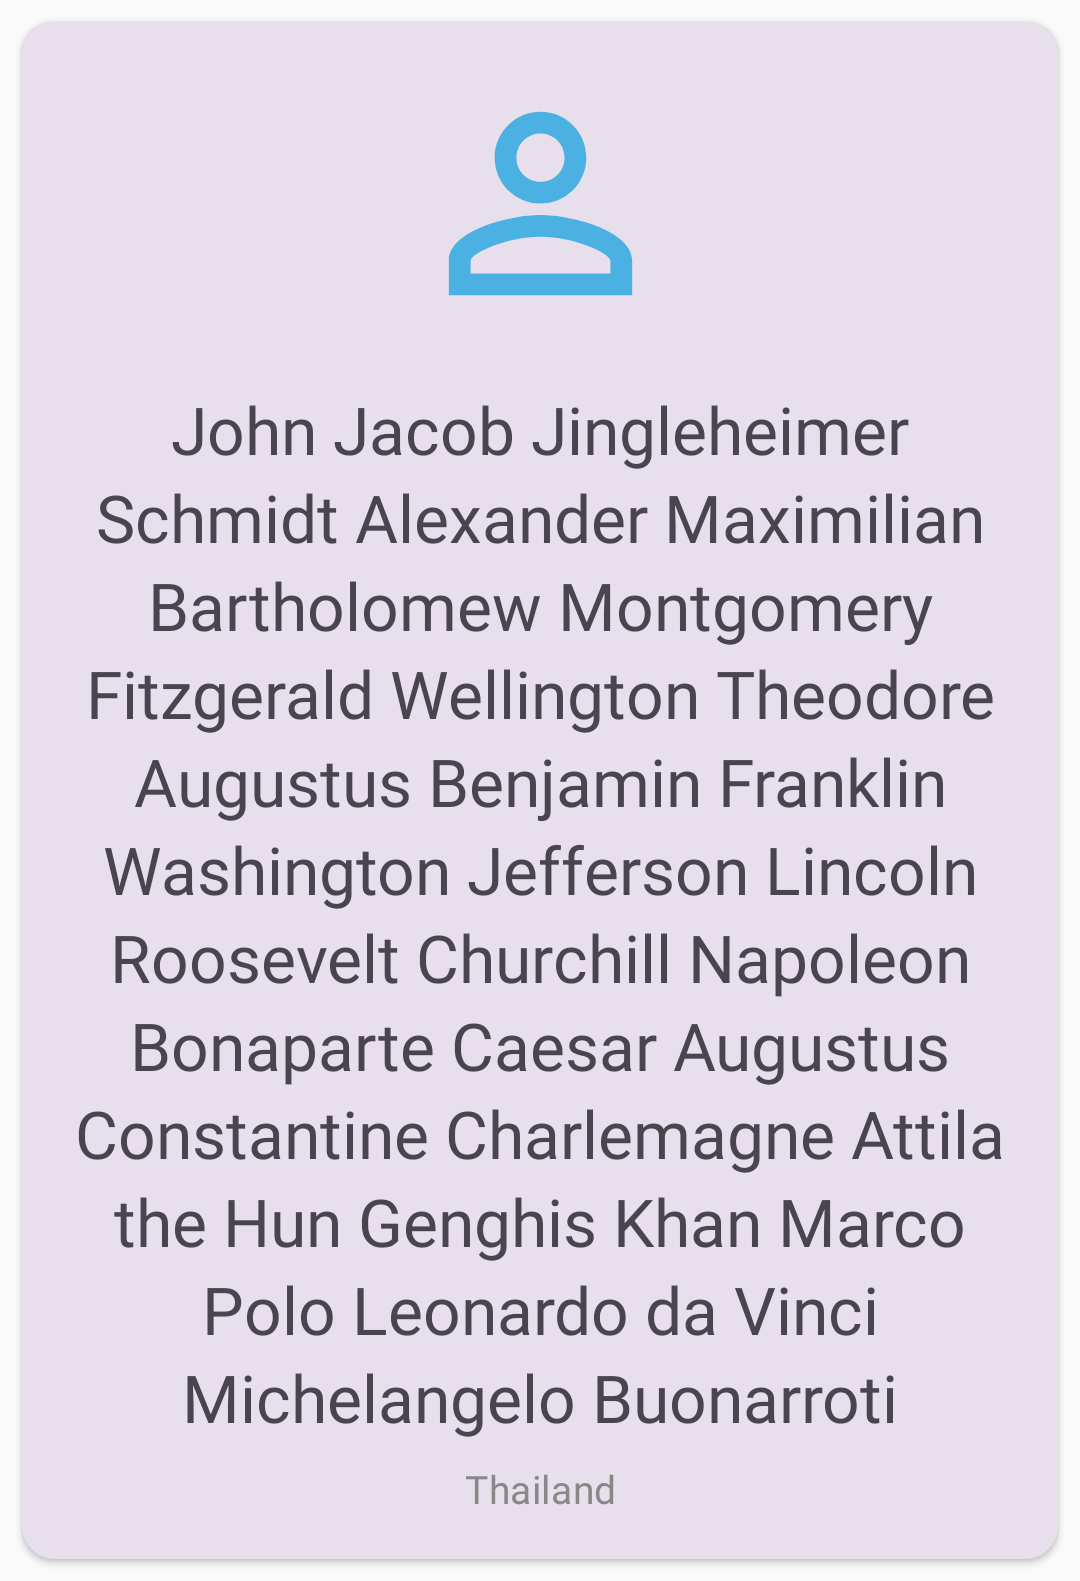 John Jacob Jingleheimer
Schmidt Alexander Maximilian
Bartholomew Montgomery
Fitzgerald Wellington Theodore
Augustus Benjamin Franklin
Washington Jefferson Lincoln
Roosevelt Churchill Napoleon
Bonaparte Caesar Augustus
Constantine Charlemagne Attila
the Hun Genghis Khan Marco
Polo Leonardo da Vinci
Michelangelo Buonarroti
Thailand